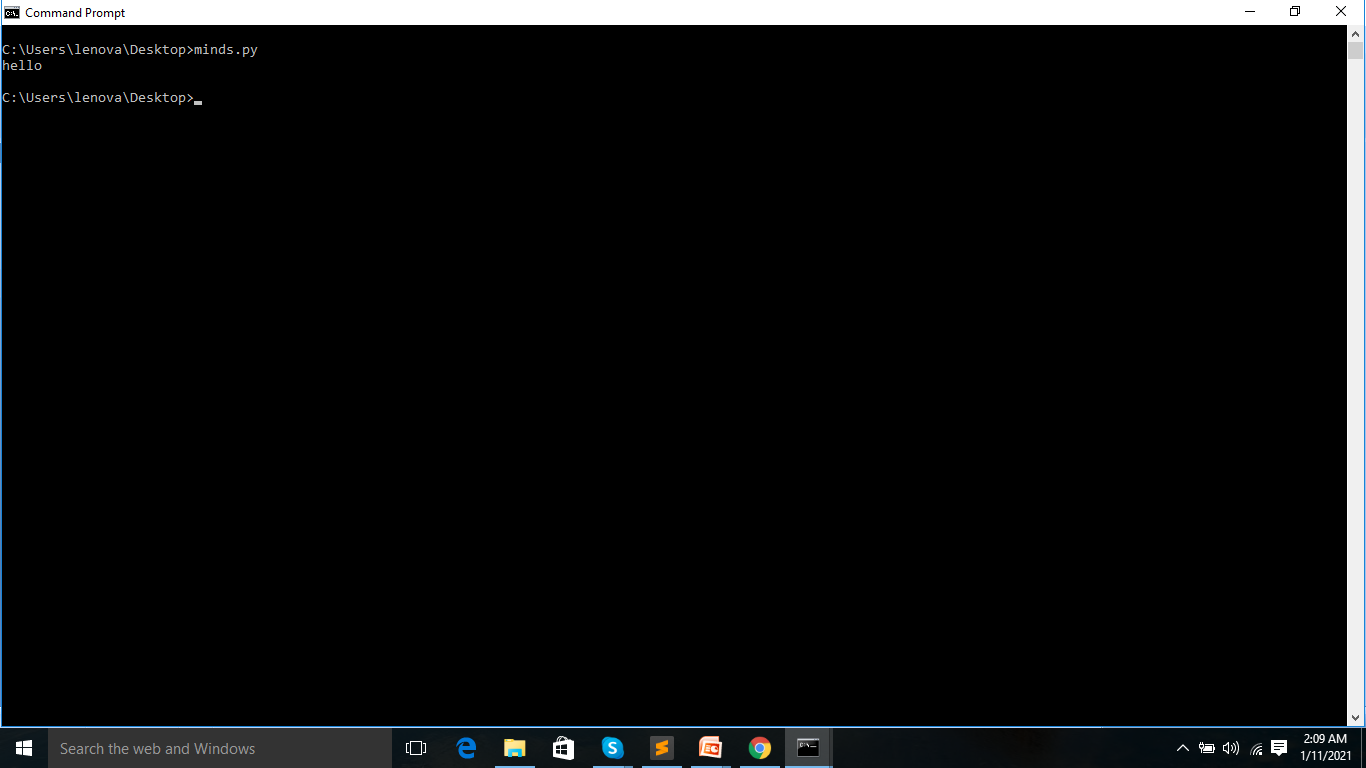 Command Prompt
C:\Users\lenova\Desktop>minds.py
hello
C:\Users\lenova\Desktop>
Search the web and Windows
2:09 AM
1/11/2021